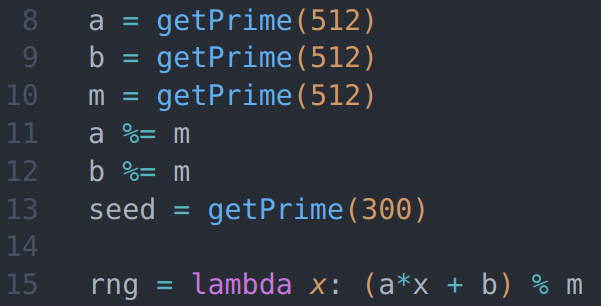 8 a = getPrime(512)
9 b = getPrime(512)
10 m = getPrime(512)
11 a %= m
12 b %= m
13 seed = getPrime(300)
14
15 rng = lambda x: (a*x + b) % m